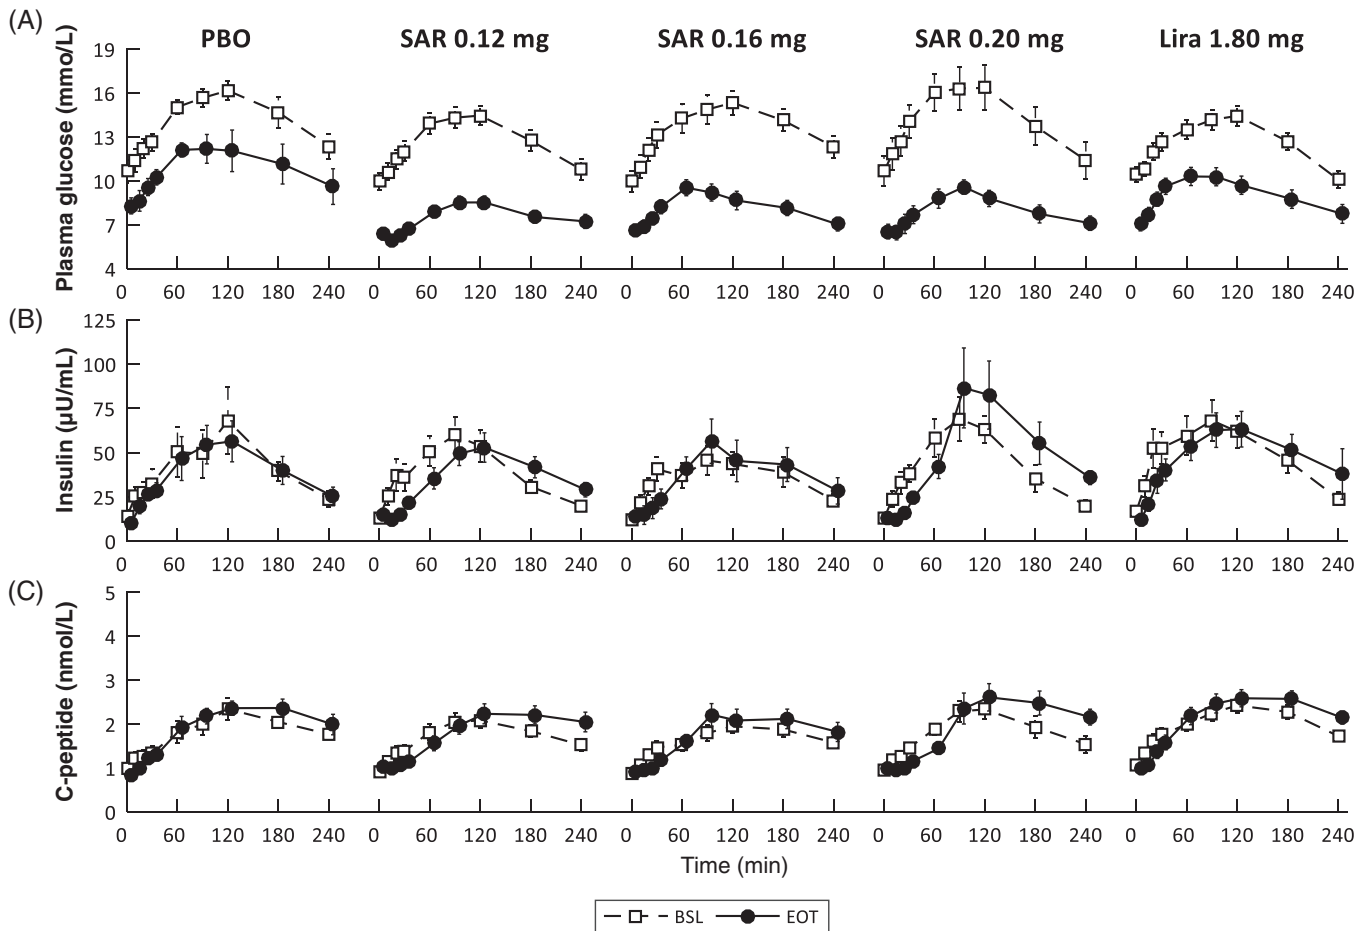 (A)
PBO SAR 0.12 mg SAR 0.16 mg SAR 0.20 mg Lira 1.80 mg
Plasma glucose (mmo/L)
19
16
13
10
7
4
0 60 120 180 240 0 60 120 180 240 0 60 120 180 240 0 60 120 180 240 0 60 120 180 240
(B)
Insulin (µU/mL)
125
100
75
50
25
0
0 60 120 180 240 0 60 120 180 240 0 60 120 180 240 0 60 120 180 240 0 60 120 180 240
(C)
C-peptide (nmol/L)
5
4
3
2
1
0
0 60 120 180 240 0 60 120 180 240 0 60 120 180 240 0 60 120 180 240 0 60 120 180 240
Time (min)
BSL EOT